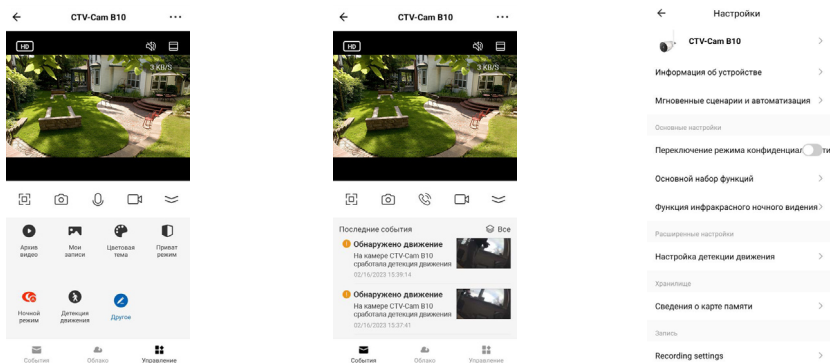 CTV-Cam B10
HD
3 KB/S
Архив видео
Мои записи
Цветовая тема
Приват режим
Ночной режим
Детекция движения
Другое
События
Облако
Управление
CTV-Cam B10
HD
3 KB/S
Последние события
Все
Обнаружено движение
На камере CTV-Cam B10
сработала детекция движения
02/16/2023 15:39:14
Обнаружено движение
На камере CTV-Cam B10
сработала детекция движения
02/16/2023 15:37:41
События
Облако
Управление
Настройки
CTV-Cam B10
Информация об устройстве
Мгновенные сценарии и автоматизация
Основные настройки
Переключение режима конфиденциал ти
Основной набор функций
Функция инфракрасного ночного видения
Расширенные настройки
Настройка детекции движения
Хранилище
Сведения о карте памяти
Запись
Recording settings